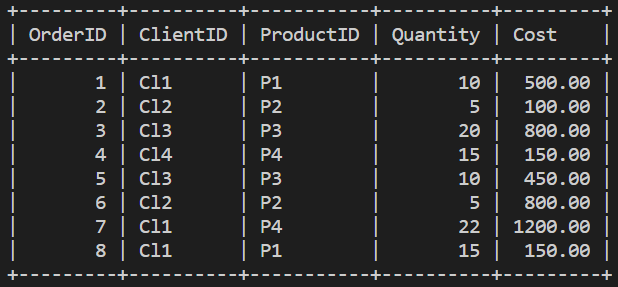 +---------+----------+-----------+----------+---------+
| OrderID | ClientID | ProductID | Quantity | Cost    |
+---------+----------+-----------+----------+---------+
|       1 | Cl1      | P1        |       10 |  500.00 |
|       2 | Cl2      | P2        |        5 |  100.00 |
|       3 | Cl3      | P3        |       20 |  800.00 |
|       4 | Cl4      | P4        |       15 |  150.00 |
|       5 | Cl3      | P3        |       10 |  450.00 |
|       6 | Cl2      | P2        |        5 |  800.00 |
|       7 | Cl1      | P4        |       22 | 1200.00 |
|       8 | Cl1      | P1        |       15 |  150.00 |
+---------+----------+-----------+----------+---------+